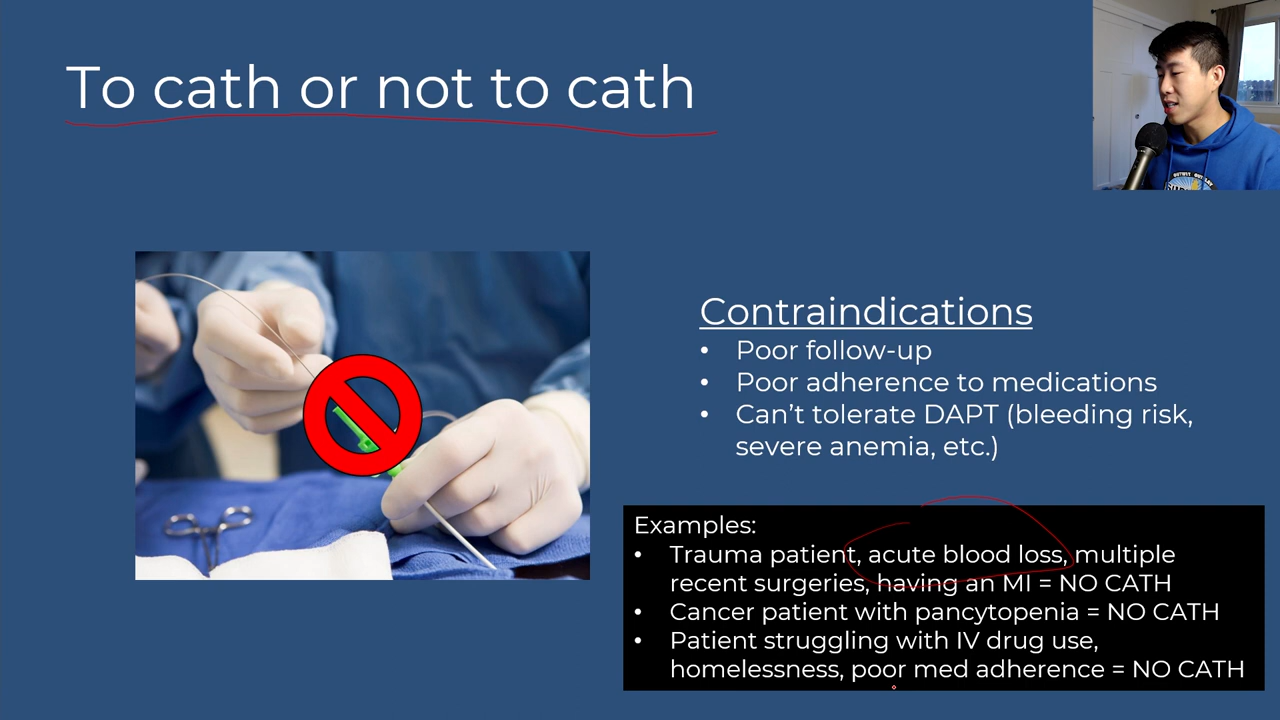 To cath or not to cath
Contraindications
• Poor follow-up
• Poor adherence to medications
• Can't tolerate DAPT (bleeding risk,
severe anemia, etc.)
Examples:
• Trauma patient, acute blood loss, multiple
recent surgeries, having an MI = NO CATH
• Cancer patient with pancytopenia = NO CATH
• Patient struggling with IV drug use,
homelessness, poor med adherence = NO CATH